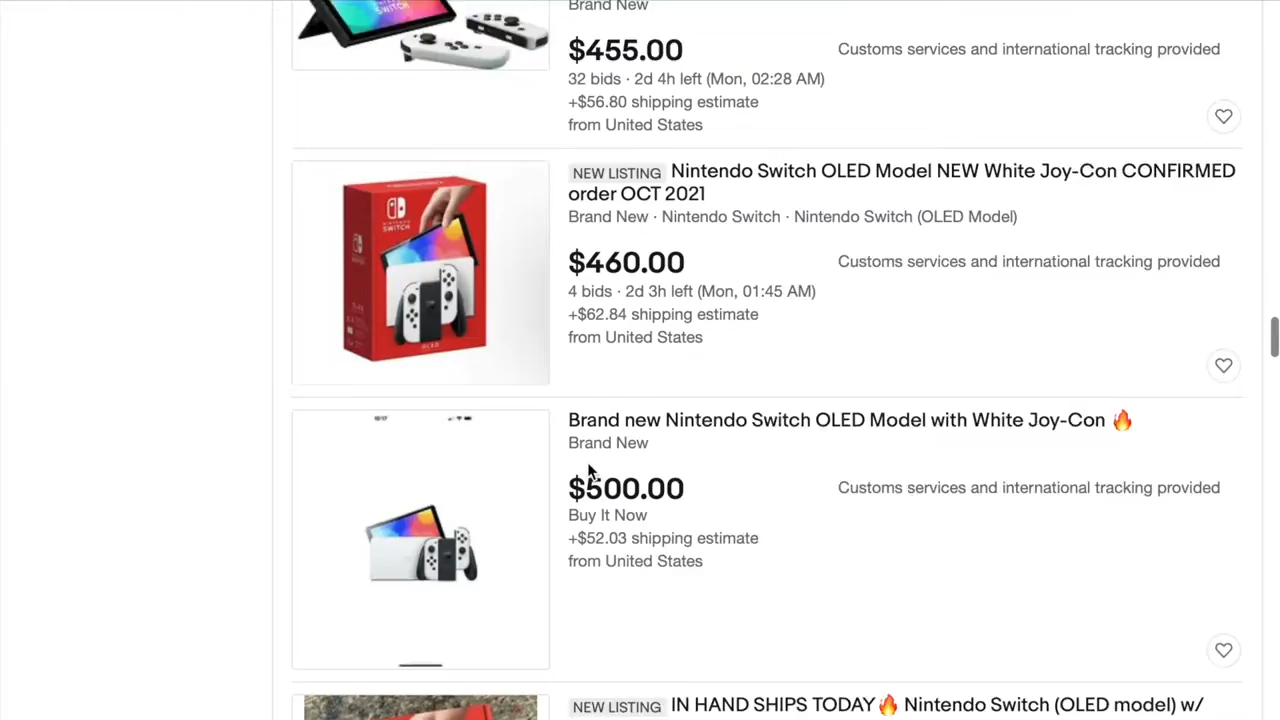 Brand New
$455.00
Customs services and international tracking provided
32 bids · 2d 4h left (Mon, 02:28 AM)
+$56.80 shipping estimate
from United States
NEW LISTING Nintendo Switch OLED Model NEW White Joy-Con CONFIRMED
order OCT 2021
Brand New · Nintendo Switch · Nintendo Switch (OLED Model)
$460.00
Customs services and international tracking provided
4 bids · 2d 3h left (Mon, 01:45 AM)
+$62.84 shipping estimate
from United States
NINTENDO
SWITCH
OLED
Brand new Nintendo Switch OLED Model with White Joy-Con 🔥
Brand New
$500.00
Customs services and international tracking provided
Buy It Now
+$52.03 shipping estimate
from United States
NEW LISTING IN HAND SHIPS TODAY🔥 Nintendo Switch (OLED model) w/